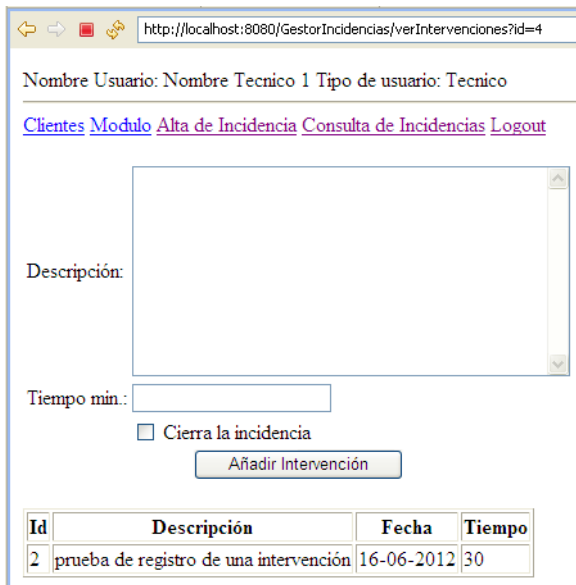 http://localhost:8080/GestorIncidencias/verIntervenciones?id=4
Nombre Usuario: Nombre Tecnico 1 Tipo de usuario: Tecnico
Clientes Modulo Alta de Incidencia Consulta de Incidencias Logout
Descripción:
Tiempo min.:
Cierra la incidencia
Añadir Intervención
Id Descripción Fecha Tiempo
2 prueba de registro de una intervención 16-06-2012 30